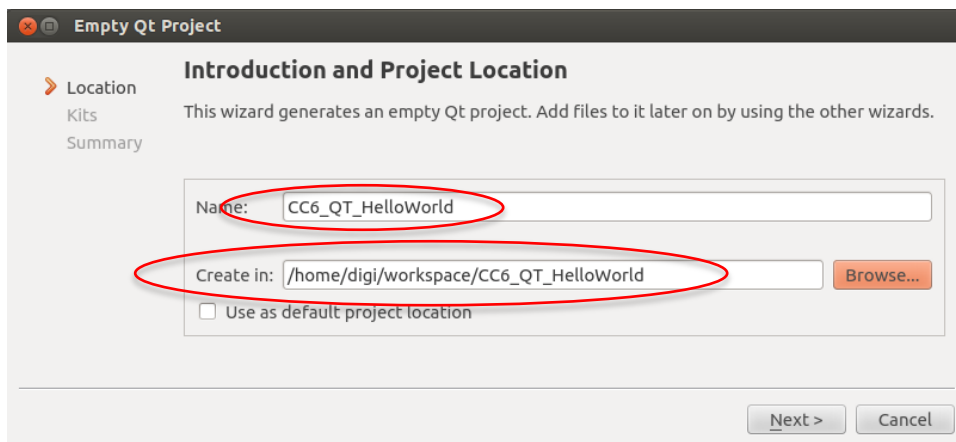 Empty Qt Project
Location
Kits
Summary
Introduction and Project Location
This wizard generates an empty Qt project. Add files to it later on by using the other wizards.
Name: CC6_QT_HelloWorld
Create in: /home/digi/workspace/CC6_QT_HelloWorld Browse...
Use as default project location
Next > Cancel